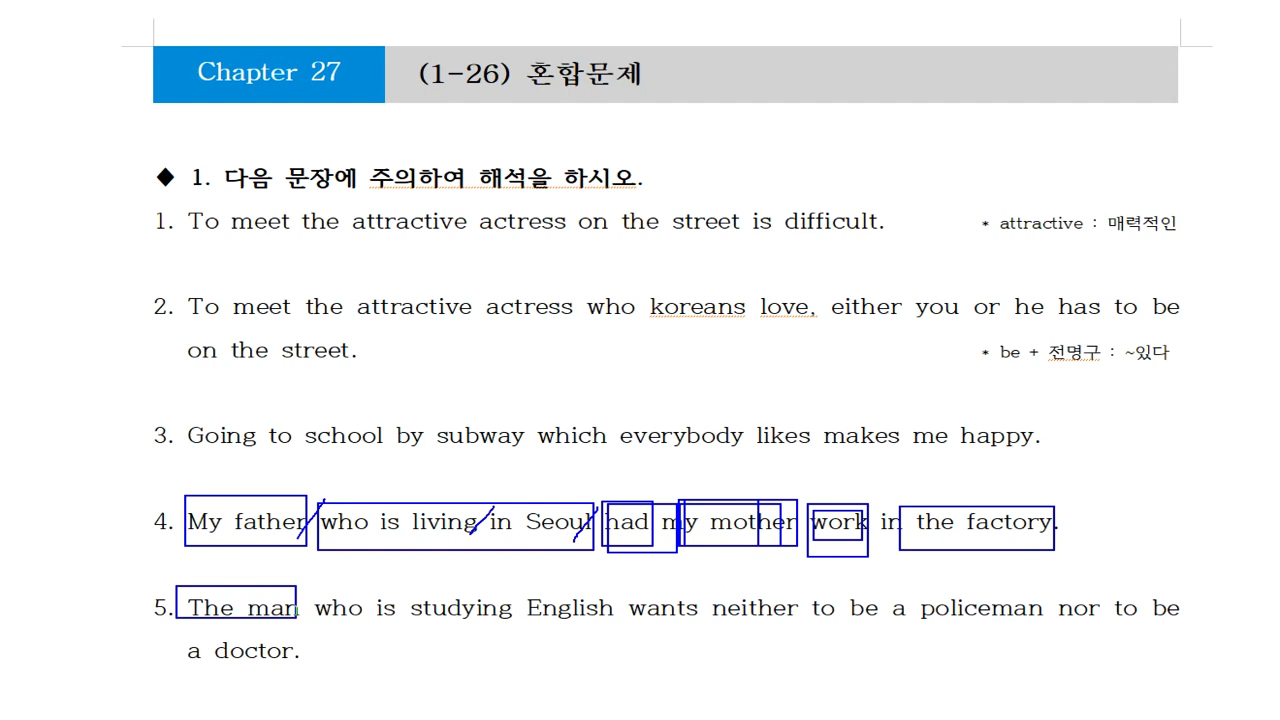 Chapter 27
(1-26) 혼합문제
◆ 1. 다음 문장에 주의하여 해석을 하시오.
1. To meet the attractive actress on the street is difficult. * attractive : 매력적인
2. To meet the attractive actress who koreans love, either you or he has to be
on the street. * be + 전명구 : ~있다
3. Going to school by subway which everybody likes makes me happy.
4. My father who is living in Seoul had my mother work in the factory.
5. The man who is studying English wants neither to be a policeman nor to be
a doctor.